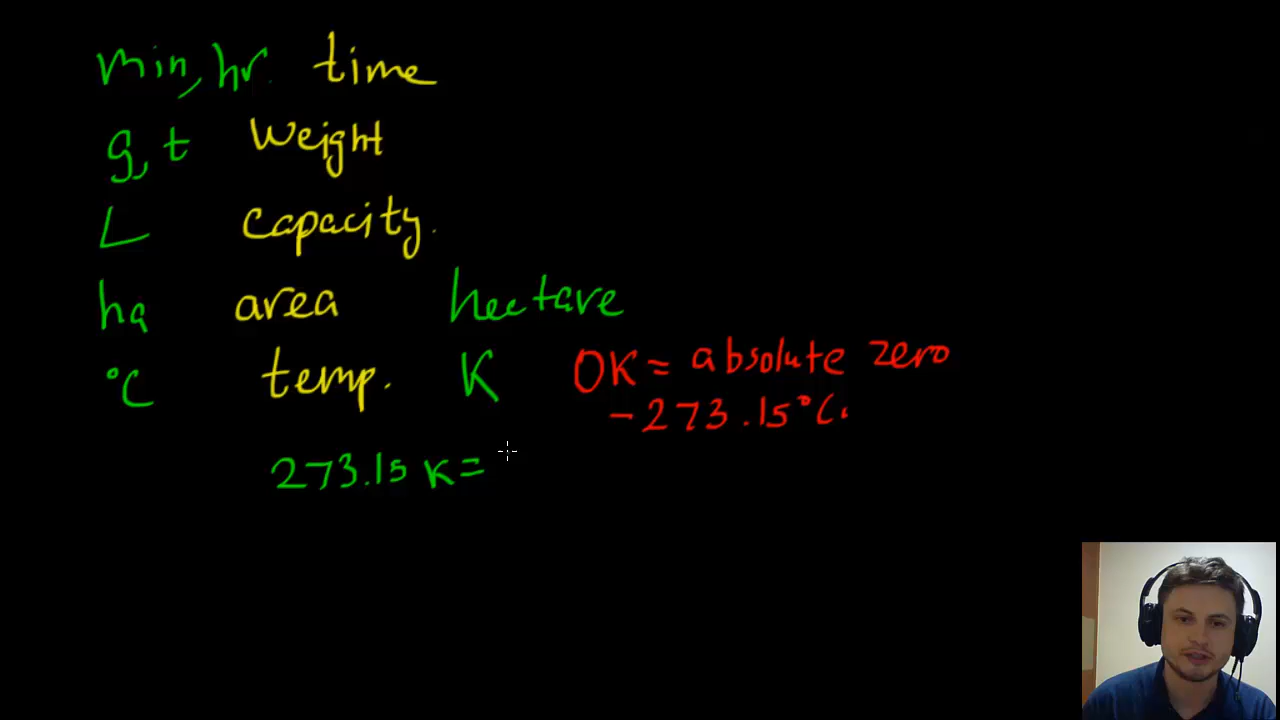 min, hr. time
g, t weight
L capacity.
ha area hectare
°C temp. K 0K = absolute zero
-273.15°C.
273.15 K =